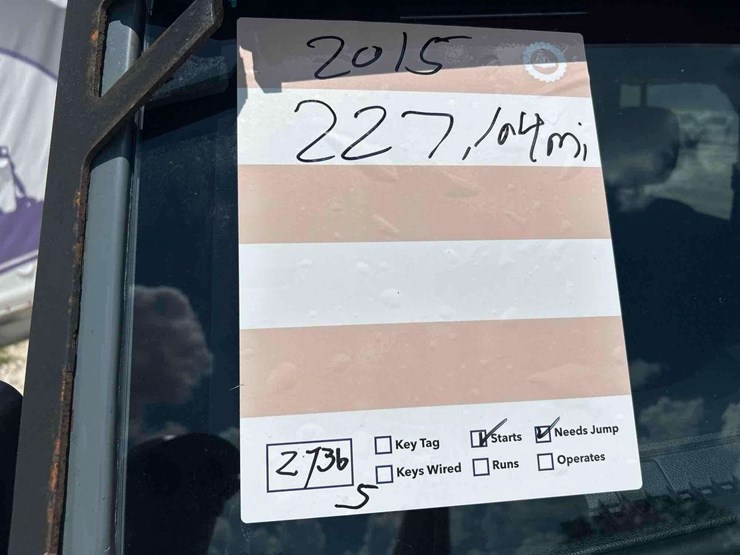 2015
227,104 mi
2736
5
Key Tag
Starts
Needs Jump
Keys Wired
Runs
Operates